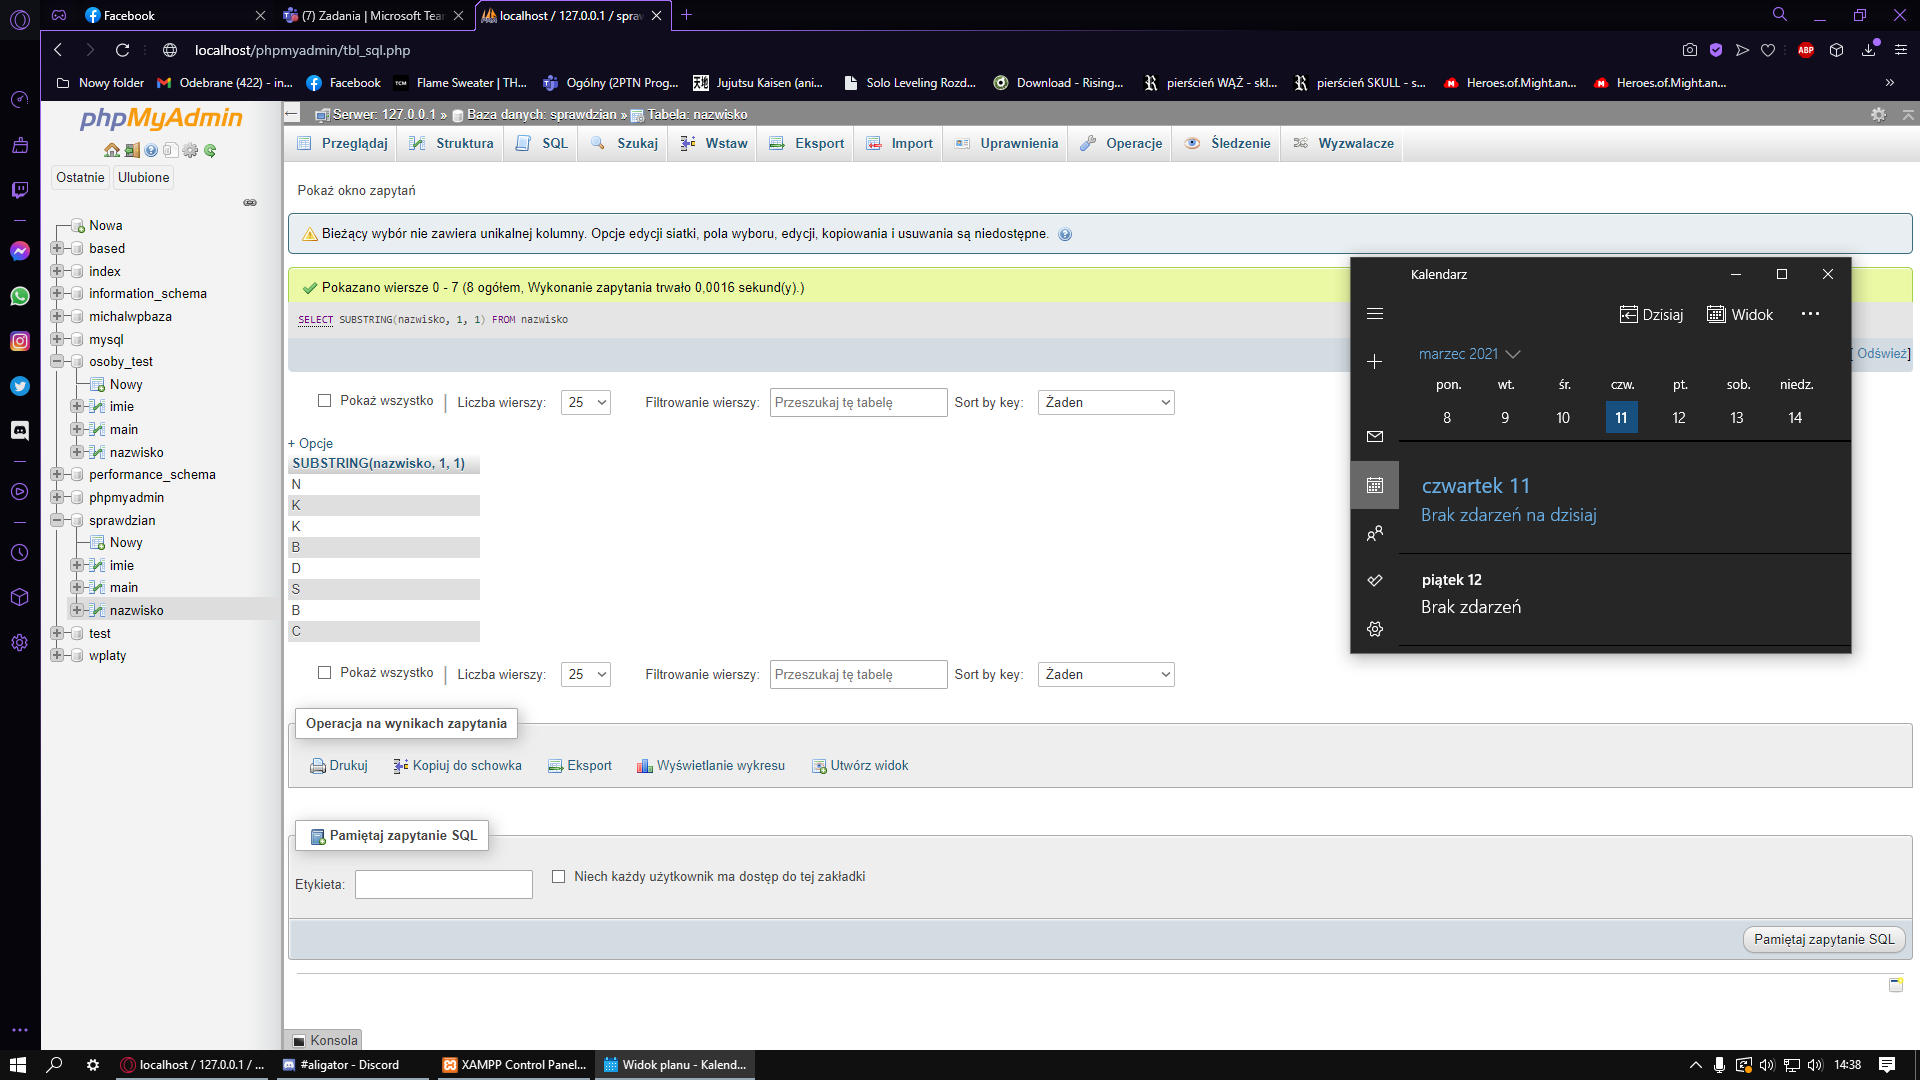 Facebook
(7) Zadania | Microsoft Tear
localhost / 127.0.0.1 / spraw
localhost/phpmyadmin/tbl_sql.php
Nowy folder
Odebrane (422) - in...
Facebook
Flame Sweater | TH...
Ogólny (2PTN Prog...
Jujutsu Kaisen (ani...
Solo Leveling Rozd...
Download - Rising...
pierścień WĄŻ - skl...
pierścień SKULL - s...
Heroes.of.Might.an...
Heroes.of.Might.an...
phpMyAdmin
Ostatnie
Ulubione
Nowa
based
index
information_schema
michalwpbaza
mysql
osoby_test
Nowy
imie
main
nazwisko
performance_schema
phpmyadmin
sprawdzian
Nowy
imie
main
nazwisko
test
wplaty
Serwer: 127.0.0.1 » Baza danych: sprawdzian » Tabela: nazwisko
Przeglądaj
Struktura
SQL
Szukaj
Wstaw
Eksport
Import
Uprawnienia
Operacje
Śledzenie
Wyzwalacze
Pokaż okno zapytań
Bieżący wybór nie zawiera unikalnej kolumny. Opcje edycji siatki, pola wyboru, edycji, kopiowania i usuwania są niedostępne.
Pokazano wiersze 0 - 7 (8 ogółem, Wykonanie zapytania trwało 0,0016 sekund(y).)
SELECT SUBSTRING(nazwisko, 1, 1) FROM nazwisko
[ Odśwież]
Pokaż wszystko
Liczba wierszy:
25
Filtrowanie wierszy:
Przeszukaj tę tabelę
Sort by key:
Żaden
+ Opcje
SUBSTRING(nazwisko, 1, 1)
N
K
K
B
D
S
B
C
Pokaż wszystko
Liczba wierszy:
25
Filtrowanie wierszy:
Przeszukaj tę tabelę
Sort by key:
Żaden
Operacja na wynikach zapytania
Drukuj
Kopiuj do schowka
Eksport
Wyświetlanie wykresu
Utwórz widok
Pamiętaj zapytanie SQL
Etykieta:
Niech każdy użytkownik ma dostęp do tej zakładki
Pamiętaj zapytanie SQL
Konsola
Kalendarz
Dzisiaj
Widok
marzec 2021
pon. wt. śr. czw. pt. sob. niedz.
8 9 10 11 12 13 14
czwartek 11
Brak zdarzeń na dzisiaj
piątek 12
Brak zdarzeń
localhost / 127.0.0.1 / ...
#aligator - Discord
XAMPP Control Panel...
Widok planu - Kalend...
14:38